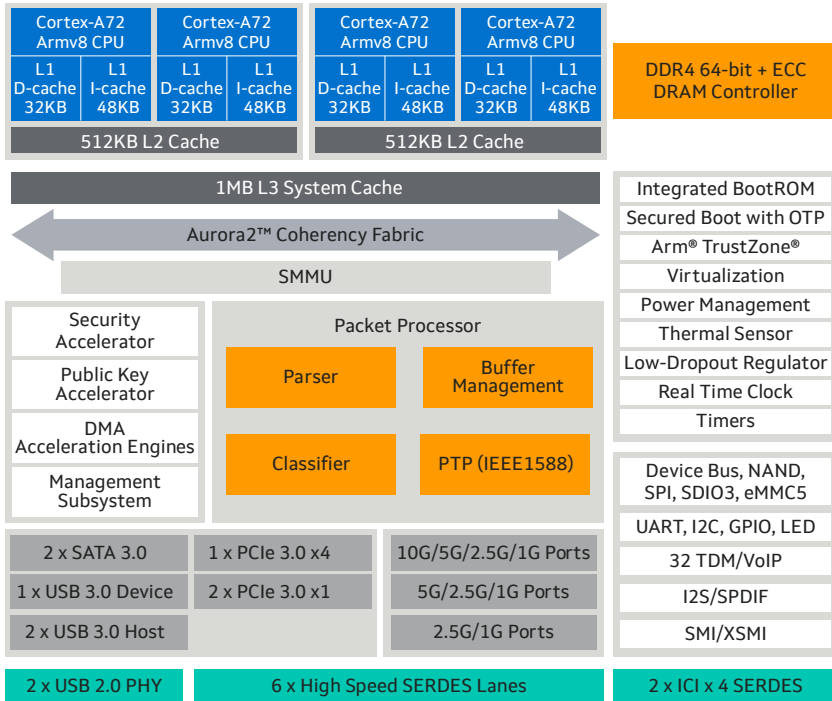 Cortex-A72
Armv8 CPU
Cortex-A72
Armv8 CPU
L1
D-cache
32KB
L1
I-cache
48KB
L1
D-cache
32KB
L1
I-cache
48KB
512KB L2 Cache
Cortex-A72
Armv8 CPU
Cortex-A72
Armv8 CPU
L1
D-cache
32KB
L1
I-cache
48KB
L1
D-cache
32KB
L1
I-cache
48KB
512KB L2 Cache
DDR4 64-bit + ECC
DRAM Controller
1MB L3 System Cache
Aurora2™ Coherency Fabric
SMMU
Security
Accelerator
Public Key
Accelerator
DMA
Acceleration Engines
Management
Subsystem
Packet Processor
Parser
Buffer
Management
Classifier
PTP (IEEE1588)
Integrated BootROM
Secured Boot with OTP
Arm® TrustZone®
Virtualization
Power Management
Thermal Sensor
Low-Dropout Regulator
Real Time Clock
Timers
Device Bus, NAND,
SPI, SDIO3, eMMC5
UART, I2C, GPIO, LED
32 TDM/VoIP
I2S/SPDIF
SMI/XSMI
2 x SATA 3.0
1 x PCIe 3.0 x4
1 x USB 3.0 Device
2 x PCIe 3.0 x1
2 x USB 3.0 Host
10G/5G/2.5G/1G Ports
5G/2.5G/1G Ports
2.5G/1G Ports
2 x USB 2.0 PHY
6 x High Speed SERDES Lanes
2 x ICI x 4 SERDES